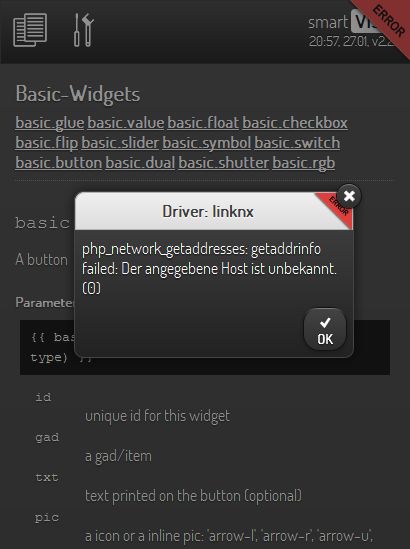 smart Vis
20:57, 27.01, v2.2
ERROR
Basic-Widgets
basic.glue basic.value basic.float basic.checkbox
basic.flip basic.slider basic.symbol basic.switch
basic.button basic.dual basic.shutter basic.rgb
basic
A button
Driver: linknx
ERROR
php_network_getaddresses: getaddrinfo
failed: Der angegebene Host ist unbekannt.
(0)
OK
Parameter
{{ bas
type) }}
id
unique id for this widget
gad
a gad/item
txt
text printed on the button (optional)
pic
a icon or a inline pic: 'arrow-l', 'arrow-r', 'arrow-u',